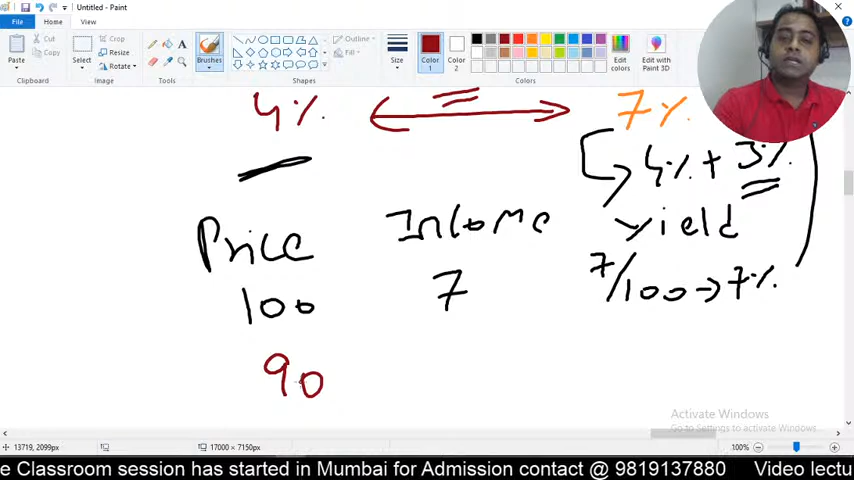 Untitled - Paint
File Home View
Paste Cut Copy Select Crop Resize Rotate Brushes Outline Fill Size Color 1 Color 2 Edit colors Edit with Paint 3D
Clipboard Image Tools Shapes Colors
4% 7%
4% + 3%
Price Income yield
100 7 7/100 → 7%
90
Activate Windows
Go to Settings to activate Windows.
13719, 2099px 17000 × 7150px 100%
e Classroom session has started in Mumbai for Admission contact @ 9819137880 Video lectu